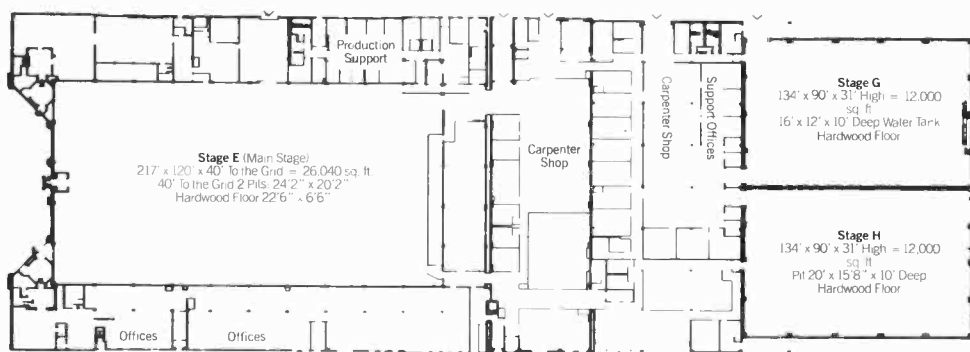 Production
Support
Stage E (Main Stage)
217' x 120' x 40' To the Grid = 26,040 sq. ft.
40' To the Grid 2 Pits: 24'2" x 20'2"
Hardwood Floor 22'6" x 6'6"
Offices
Offices
Carpenter
Shop
Carpenter Shop
Support Offices
Stage G
134' x 90' x 31' High = 12,000
sq. ft
16' x 12' x 10' Deep Water Tank
Hardwood Floor
Stage H
134' x 90' x 31' High = 12,000
sq. ft
Pit 20' x 15'8" x 10' Deep
Hardwood Floor